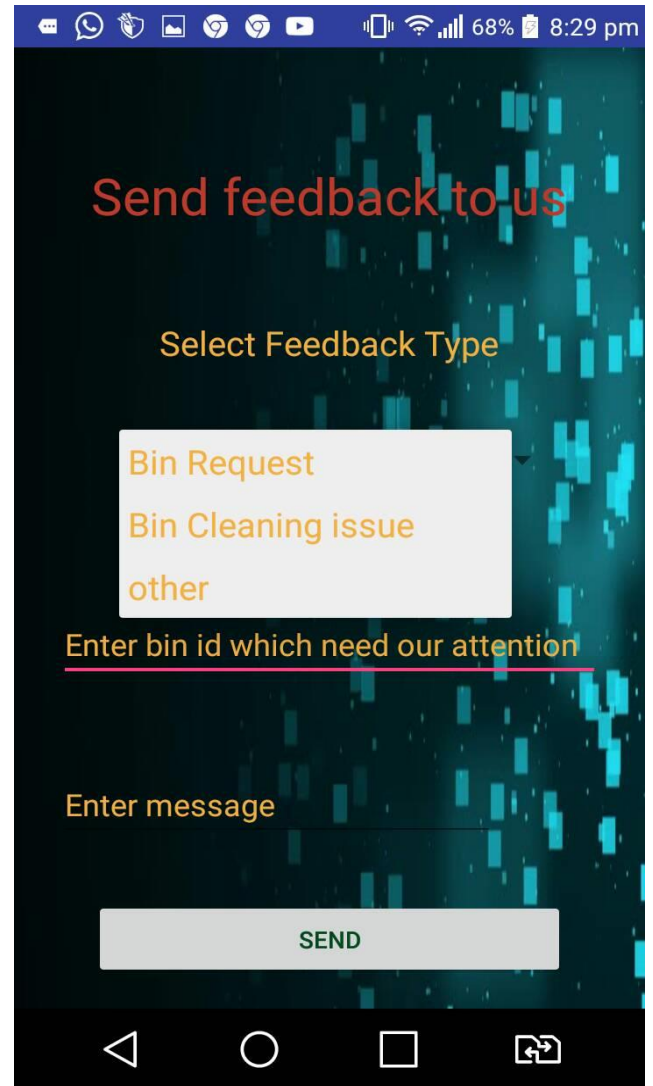 68% 8:29 pm
Send feedback to us
Select Feedback Type
Bin Request
Bin Cleaning issue
other
Enter bin id which need our attention
Enter message
SEND